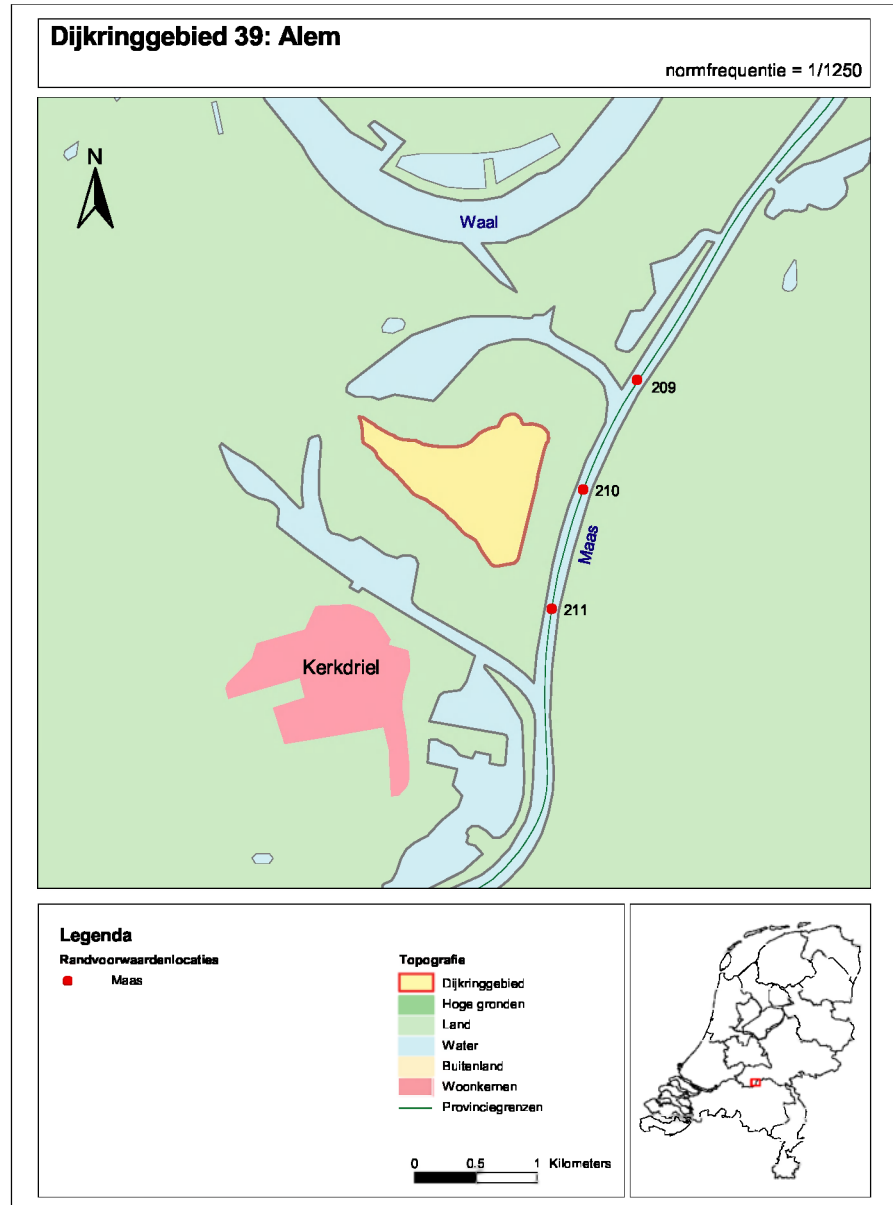 Dijkringgebied 39: Alem
normfrequentie = 1/1250
N
Waal
209
210
Maas
211
Kerkdriel
Legenda
Randvoorwaardenlocaties
Maas
Topografie
Dijkringgebied
Hoge gronden
Land
Water
Buitenland
Woonkernen
Provinciegrenzen
0 0.5 1 Kilometers